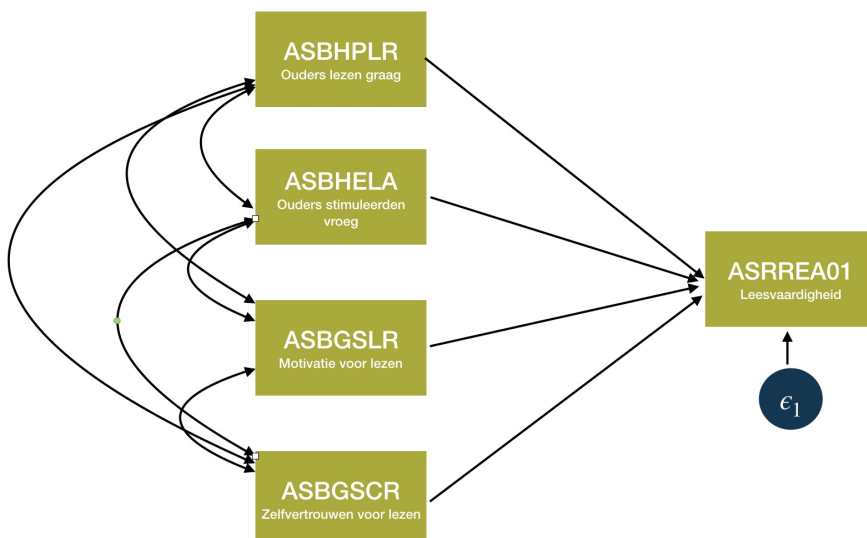 ASBHPLR
Ouders lezen graag
ASBHELA
Ouders stimuleerden
vroeg
ASBGSLR
Motivatie voor lezen
ASBGSCR
Zelfvertrouwen voor lezen
ASRREA01
Leesvaardigheid
ϵ₁